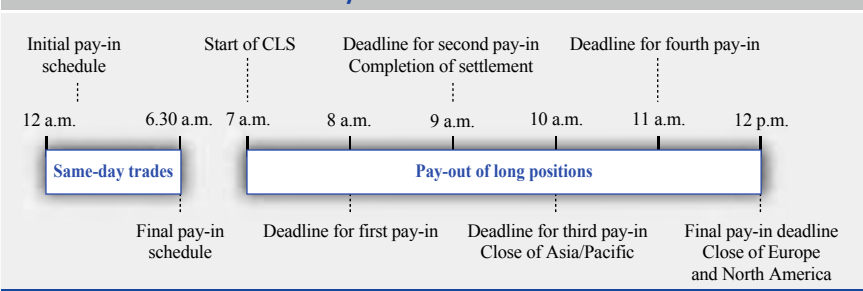 Initial pay-in
schedule
Start of CLS
Deadline for second pay-in
Completion of settlement
Deadline for fourth pay-in
12 a.m.
6.30 a.m.
7 a.m.
8 a.m.
9 a.m.
10 a.m.
11 a.m.
12 p.m.
Same-day trades
Pay-out of long positions
Final pay-in
schedule
Deadline for first pay-in
Deadline for third pay-in
Close of Asia/Pacific
Final pay-in deadline
Close of Europe
and North America